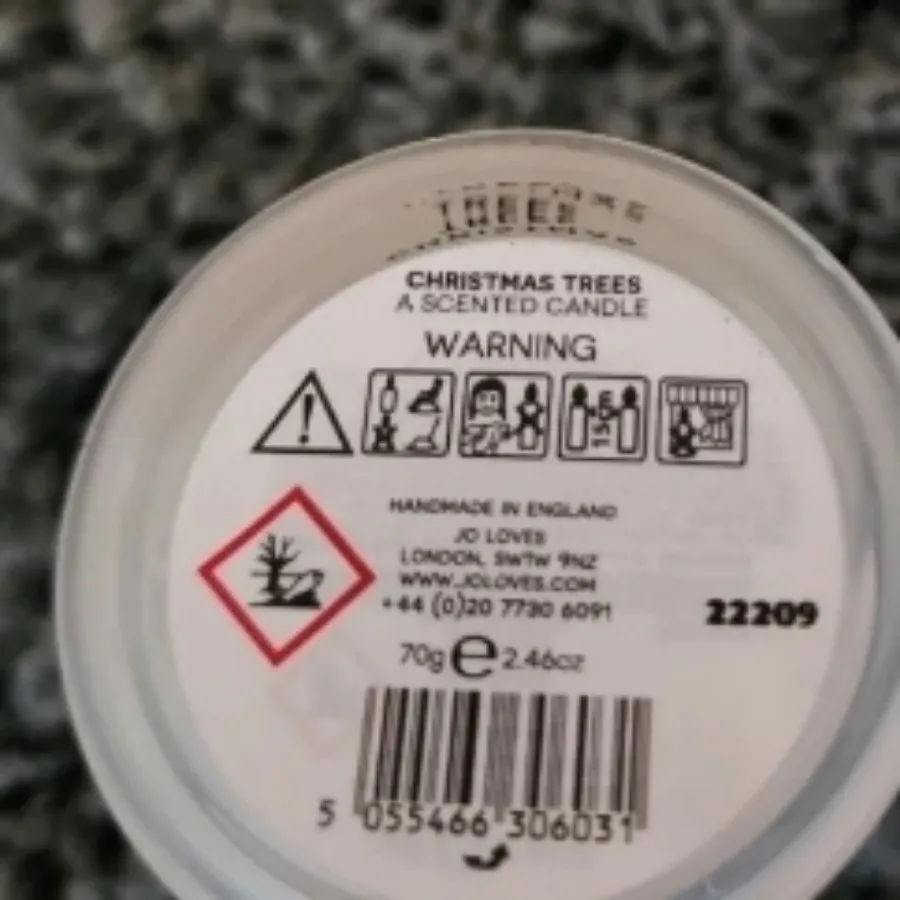 TREES
CHRISTMAS TREES
A SCENTED CANDLE
WARNING
HANDMADE IN ENGLAND
JO LOVES
LONDON, SW1W 9NZ
WWW.JOLOVES.COM
+44 (0)20 7730 6091
22209
70g e 2.46oz
5 055466 306031